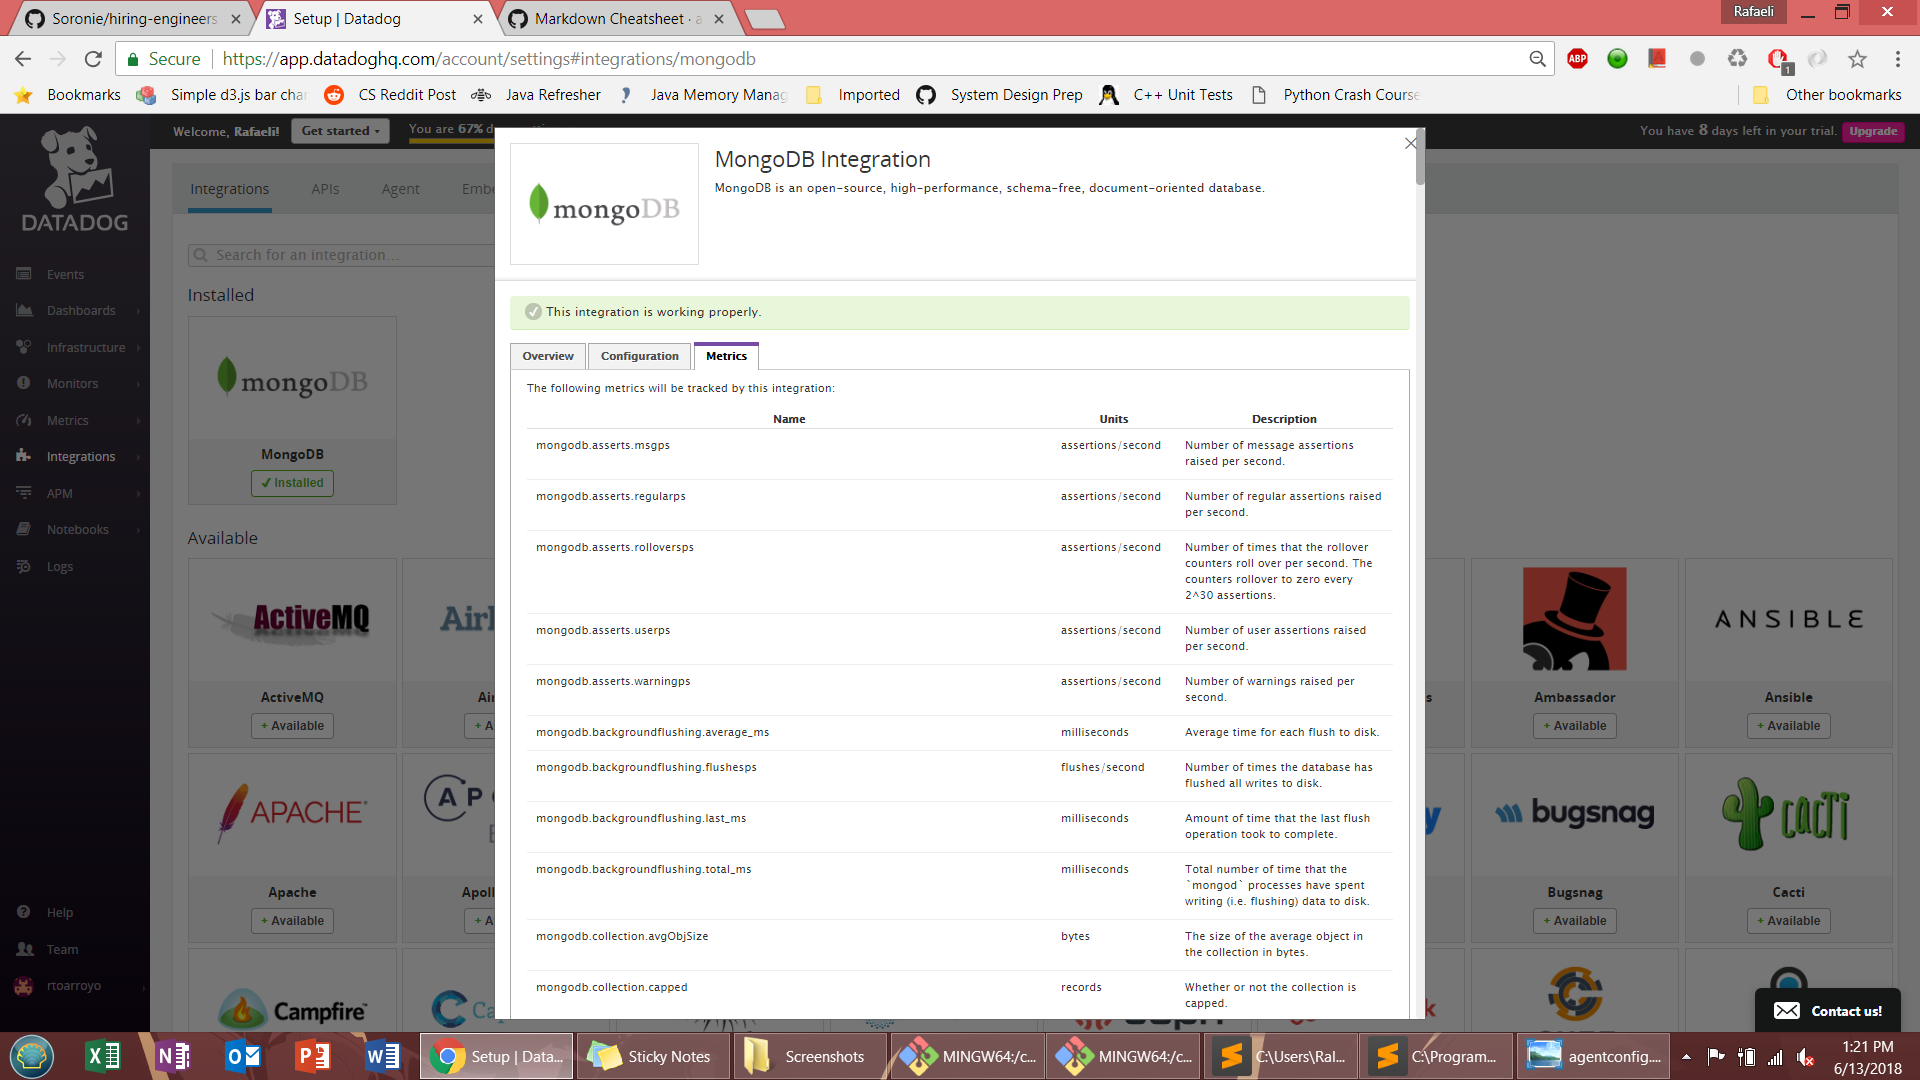 Soronie/hiring-engineers
Setup | Datadog
Markdown Cheatsheet · a
Rafaeli
Secure
https://app.datadoghq.com/account/settings#integrations/mongodb
ABP
1
Bookmarks
Simple d3.js bar char
CS Reddit Post
Java Refresher
Java Memory Manag
Imported
System Design Prep
C++ Unit Tests
Python Crash Course
Other bookmarks
DATADOG
Welcome, Rafaeli!
Get started
You are 67% d
You have 8 days left in your trial.
Upgrade
Events
Dashboards
Infrastructure
Monitors
Metrics
Integrations
APM
Notebooks
Logs
Help
Team
rtoarroyo
Integrations
APIs
Agent
Embe
Search for an integration...
Installed
mongoDB
MongoDB
Installed
Available
ActiveMQ
ActiveMQ
+ Available
Air
Air
+ A
APACHE
Apache
+ Available
APO
Apoll
+ A
Campfire
mongoDB
MongoDB Integration
MongoDB is an open-source, high-performance, schema-free, document-oriented database.
This integration is working properly.
Overview
Configuration
Metrics
The following metrics will be tracked by this integration:
Name
Units
Description
mongodb.asserts.msgps
assertions/second
Number of message assertions
raised per second.
mongodb.asserts.regularps
assertions/second
Number of regular assertions raised
per second.
mongodb.asserts.rolloversps
assertions/second
Number of times that the rollover
counters roll over per second. The
counters rollover to zero every
2^30 assertions.
mongodb.asserts.userps
assertions/second
Number of user assertions raised
per second.
mongodb.asserts.warningps
assertions/second
Number of warnings raised per
second.
mongodb.backgroundflushing.average_ms
milliseconds
Average time for each flush to disk.
mongodb.backgroundflushing.flushesps
flushes/second
Number of times the database has
flushed all writes to disk.
mongodb.backgroundflushing.last_ms
milliseconds
Amount of time that the last flush
operation took to complete.
mongodb.backgroundflushing.total_ms
milliseconds
Total number of time that the
`mongod` processes have spent
writing (i.e. flushing) data to disk.
mongodb.collection.avgObjSize
bytes
The size of the average object in
the collection in bytes.
mongodb.collection.capped
records
Whether or not the collection is
capped.
Ambassador
+ Available
ANSIBLE
Ansible
+ Available
bugsnag
Bugsnag
+ Available
cacti
Cacti
+ Available
Contact us!
Setup | Data...
Sticky Notes
Screenshots
MINGW64:/c...
MINGW64:/c...
C:\Users\Ral...
C:\Program...
agentconfig....
1:21 PM
6/13/2018